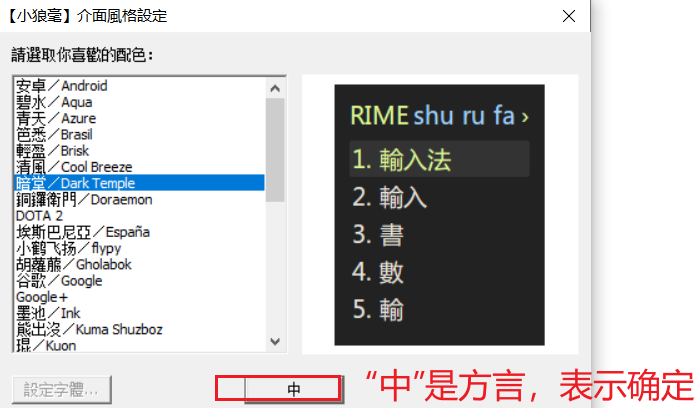 【小狼毫】介面風格設定
請選取你喜歡的配色：
安卓／Android
碧水／Aqua
青天／Azure
芭悉／Brasil
輕盈／Brisk
清風／Cool Breeze
暗堂／Dark Temple
銅鑼衛門／Doraemon
DOTA 2
埃斯巴尼亞／España
小鹤飞扬／flypy
胡蘿蔔／Gholabok
谷歌／Google
Google+
墨池／Ink
熊出沒／Kuma Shuzboz
琨／Kuon
RIME shu ru fa ›
1. 輸入法
2. 輸入
3. 書
4. 數
5. 輸
設定字體...
中
“中”是方言，表示确定